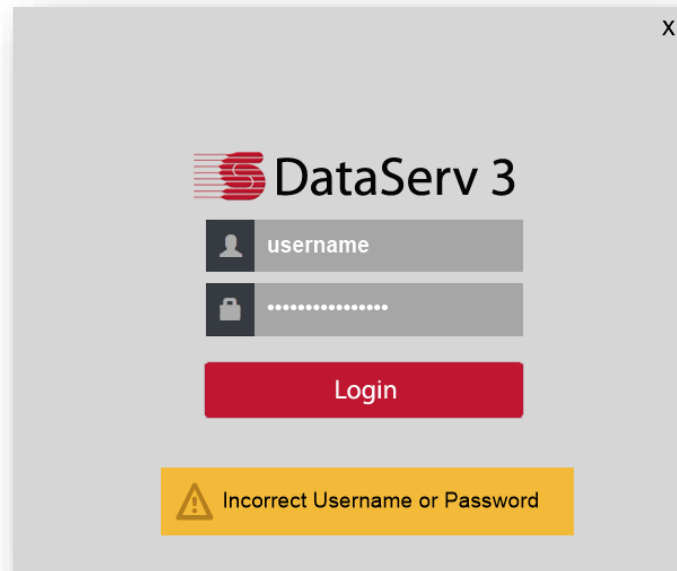 X
DataServ 3
username
••••••••••••••••
Login
Incorrect Username or Password